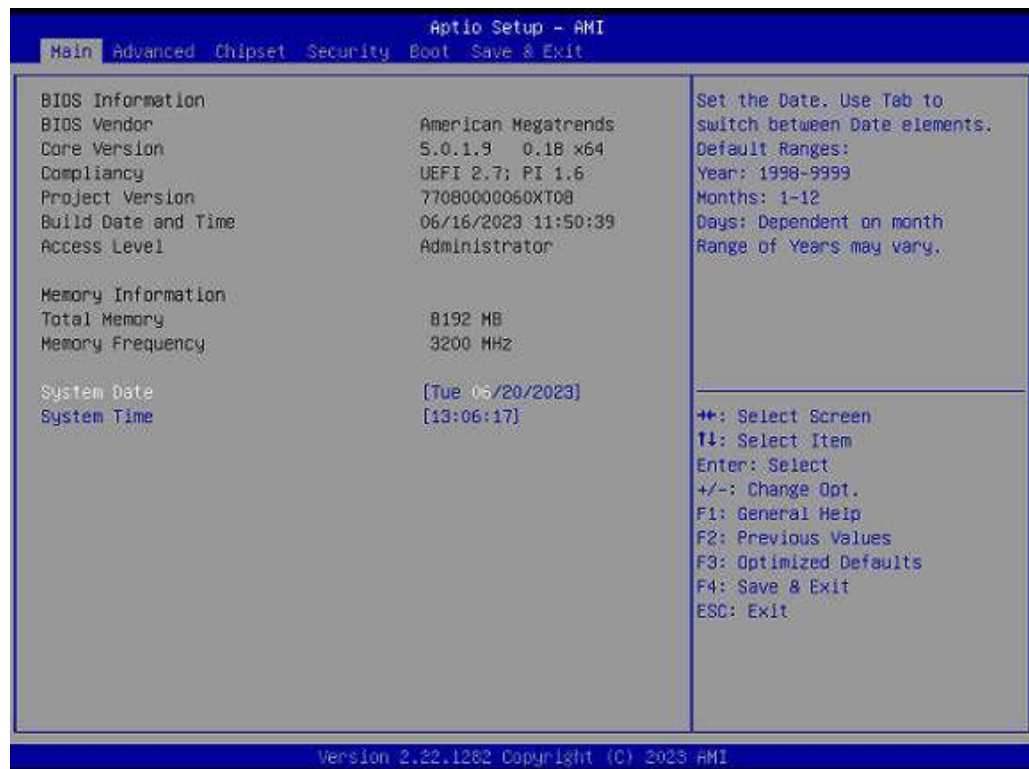 Aptio Setup – AMI
Main Advanced Chipset Security Boot Save & Exit
BIOS Information
BIOS Vendor American Megatrends
Core Version 5.0.1.9 0.18 x64
Compliancy UEFI 2.7; PI 1.6
Project Version 77080000060XT08
Build Date and Time 06/16/2023 11:50:39
Access Level Administrator
Memory Information
Total Memory 8192 MB
Memory Frequency 3200 MHz
System Date [Tue 06/20/2023]
System Time [13:06:17]
Set the Date. Use Tab to
switch between Date elements.
Default Ranges:
Year: 1998-9999
Months: 1-12
Days: Dependent on month
Range of Years may vary.
→←: Select Screen
↑↓: Select Item
Enter: Select
+/-: Change Opt.
F1: General Help
F2: Previous Values
F3: Optimized Defaults
F4: Save & Exit
ESC: Exit
Version 2.22.1282 Copyright (C) 2023 AMI